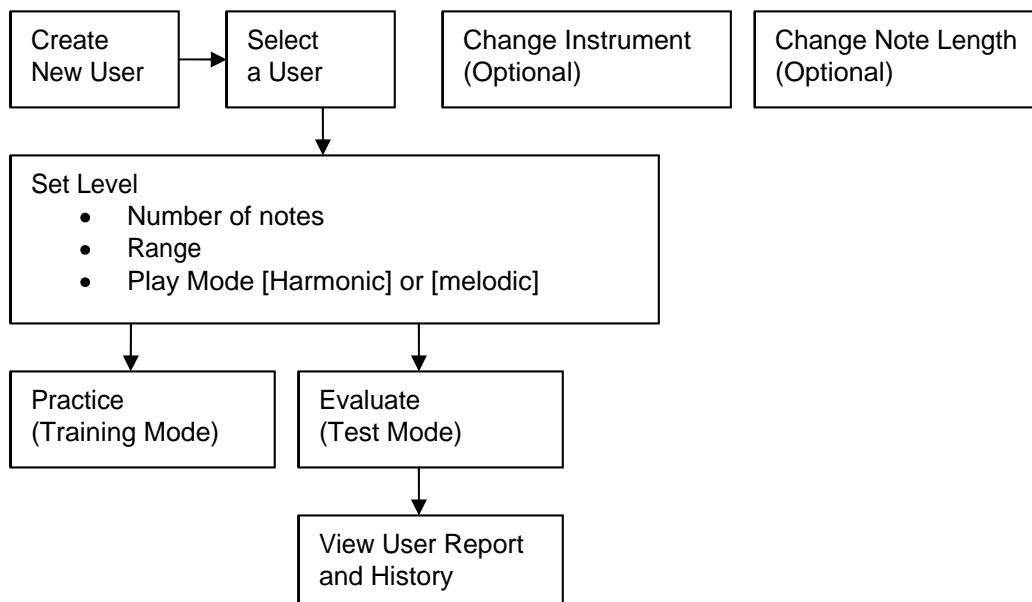 Create
New User
Select
a User
Change Instrument
(Optional)
Change Note Length
(Optional)
Set Level
• Number of notes
• Range
• Play Mode [Harmonic] or [melodic]
Practice
(Training Mode)
Evaluate
(Test Mode)
View User Report
and History